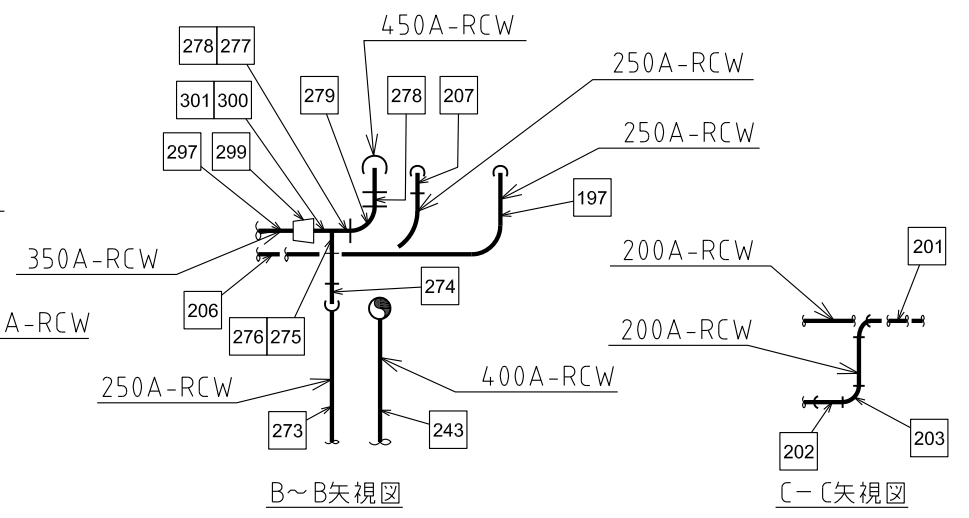 450A-RCW
278 277
250A-RCW
301 300
279
278
207
297
299
250A-RCW
197
350A-RCW
200A-RCW
201
206
274
A-RCW
276 275
200A-RCW
250A-RCW
400A-RCW
273
243
202
203
B～B矢視図
C－C矢視図